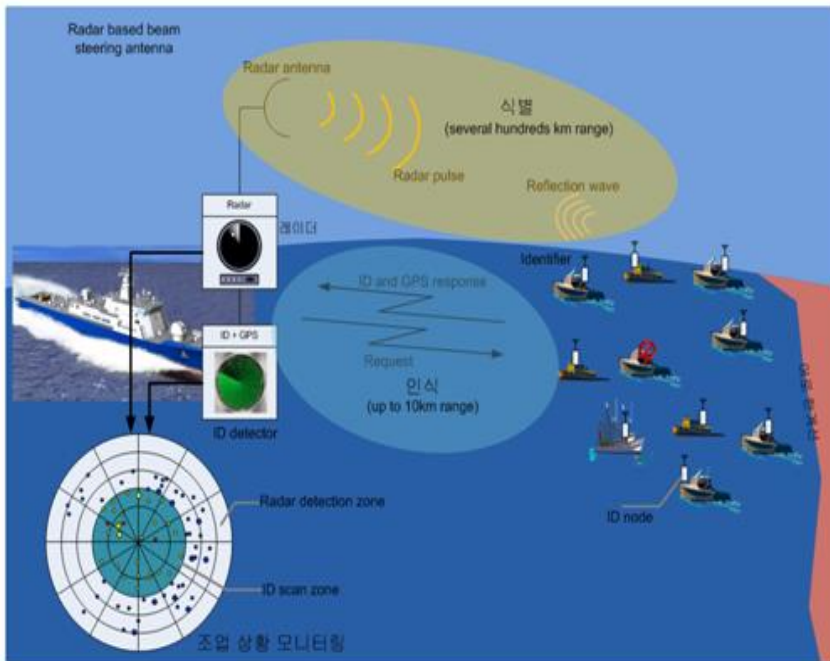 Radar based beam
steering antenna
Radar antenna
식별
(several hundreds km range)
Radar pulse
Reflection wave
Radar
레이더
Identifier
ID and GPS response
ID + GPS
Request
인식
(up to 10km range)
ID detector
Radar detection zone
ID node
ID scan zone
조업 상황 모니터링